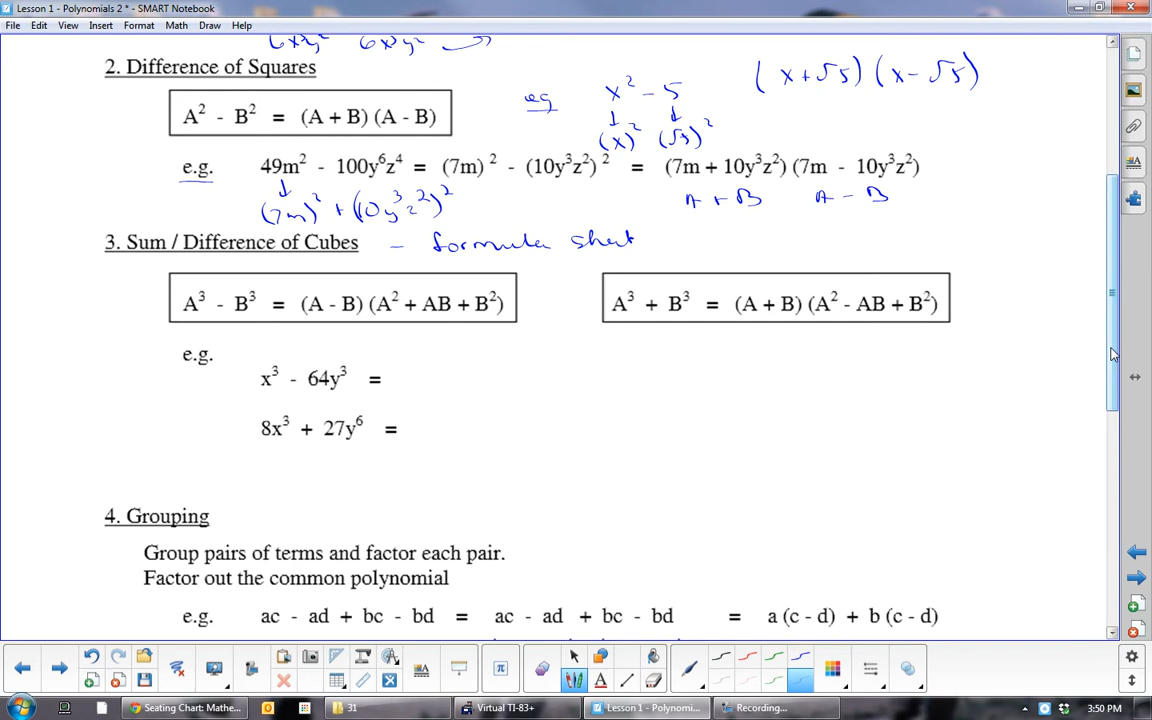 Lesson 1 - Polynomials 2 * - SMART Notebook
File Edit View Insert Format Math Draw Help
6x³y² 6x³y²
2. Difference of Squares
eg x² - 5 (x+√5) (x-√5)
A² - B² = (A + B) (A - B)
(x)² (√5)²
e.g. 49m² - 100y⁶z⁴ = (7m)² - (10y³z²)² = (7m + 10y³z²) (7m - 10y³z²)
(7m)² + (10y³z²)² A + B A - B
3. Sum / Difference of Cubes - formula sheet
A³ - B³ = (A - B) (A² + AB + B²) A³ + B³ = (A + B) (A² - AB + B²)
e.g.
x³ - 64y³ =
8x³ + 27y⁶ =
4. Grouping
Group pairs of terms and factor each pair.
Factor out the common polynomial
e.g. ac - ad + bc - bd = ac - ad + bc - bd = a (c - d) + b (c - d)
Seating Chart: Mathe... 31 Virtual TI-83+ Lesson 1 - Polynomi... Recording... 3:50 PM